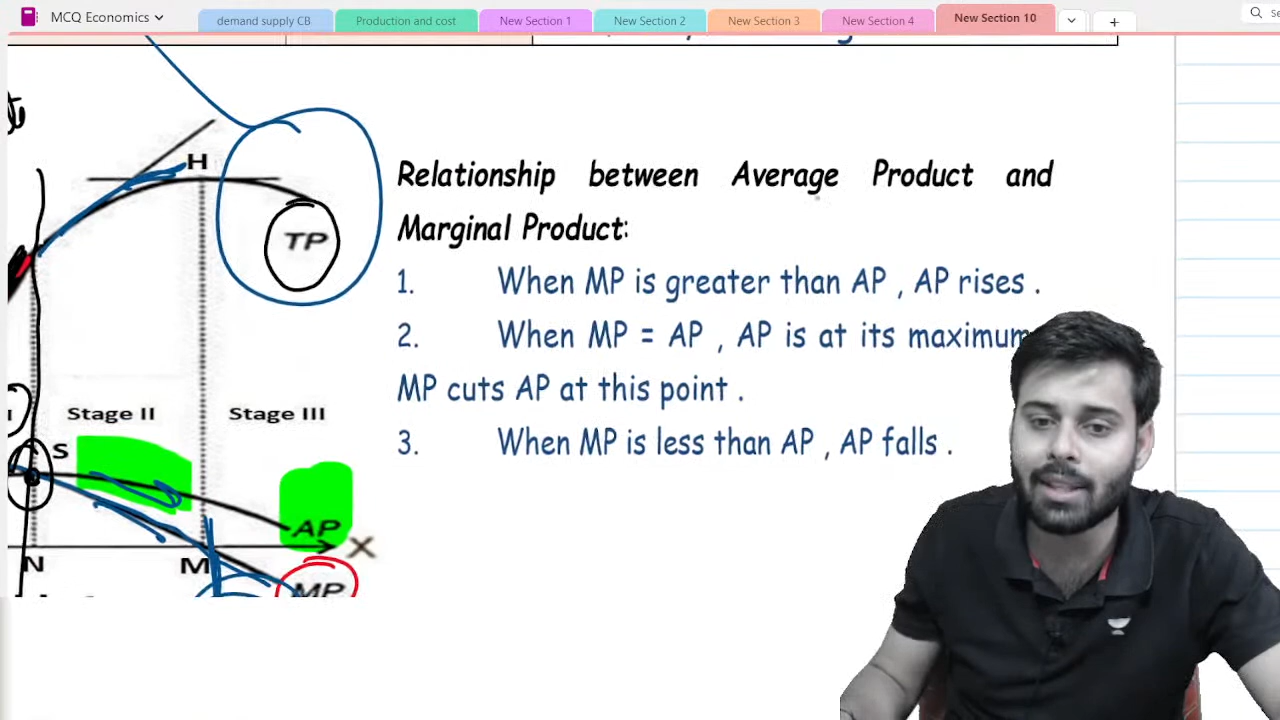 MCQ Economics
demand supply CB
Production and cost
New Section 1
New Section 2
New Section 3
New Section 4
New Section 10
+
H
TP
Stage II
Stage III
S
AP
X
N
M
MP
Relationship between Average Product and
Marginal Product:
1. When MP is greater than AP , AP rises .
2. When MP = AP , AP is at its maximum
MP cuts AP at this point .
3. When MP is less than AP , AP falls .